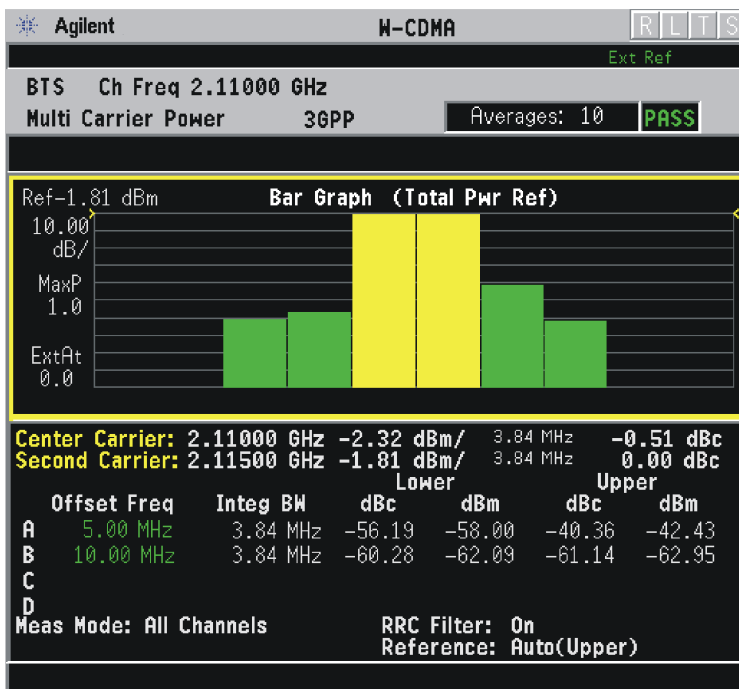 Agilent W-CDMA R L T S
Ext Ref
BTS Ch Freq 2.11000 GHz
Multi Carrier Power 3GPP Averages: 10 PASS
Ref-1.81 dBm Bar Graph (Total Pwr Ref)
10.00
dB/
MaxP
1.0
ExtAt
0.0
Center Carrier: 2.11000 GHz -2.32 dBm/ 3.84 MHz -0.51 dBc
Second Carrier: 2.11500 GHz -1.81 dBm/ 3.84 MHz 0.00 dBc
Lower Upper
Offset Freq Integ BW dBc dBm dBc dBm
A 5.00 MHz 3.84 MHz -56.19 -58.00 -40.36 -42.43
B 10.00 MHz 3.84 MHz -60.28 -62.09 -61.14 -62.95
C
D
Meas Mode: All Channels RRC Filter: On
Reference: Auto(Upper)